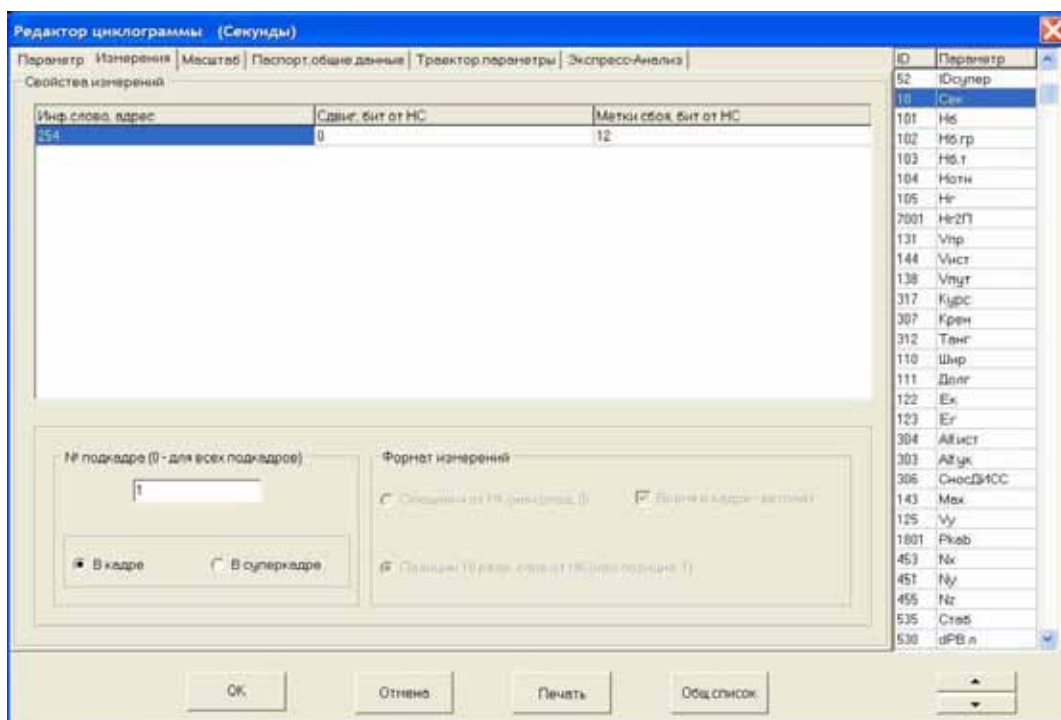 Редактор циклограммы (Секунды)
Параметр Измерения Масштаб Паспорт,общие данные Траектор.параметры Экспресс-Анализ
Свойства измерений
Инф.слово, адрес Сдвиг, бит от НС Метки сбоя, бит от НС
254 0 12
№ подкадра (0 - для всех подкадров)
1
В кадре В суперкадре
Формат измерений
ID Параметр
52 IDсупер
10 Сек
101 Нб
102 Нб.гр
103 Нб.т
104 Нотн
105 Нг
7001 Нг2П
131 Vпр
144 Vист
138 Vпут
317 Курс
307 Крен
312 Танг
110 Шир
111 Долг
122 Ек
123 Ег
304 Alf.ист
303 Alf.ук
306 СносДИСС
143 Мах
125 Vy
1801 Pkab
453 Nx
451 Ny
455 Nz
535 Стаб
530 dРВ.л
ОК Отмена Печать Общ.список